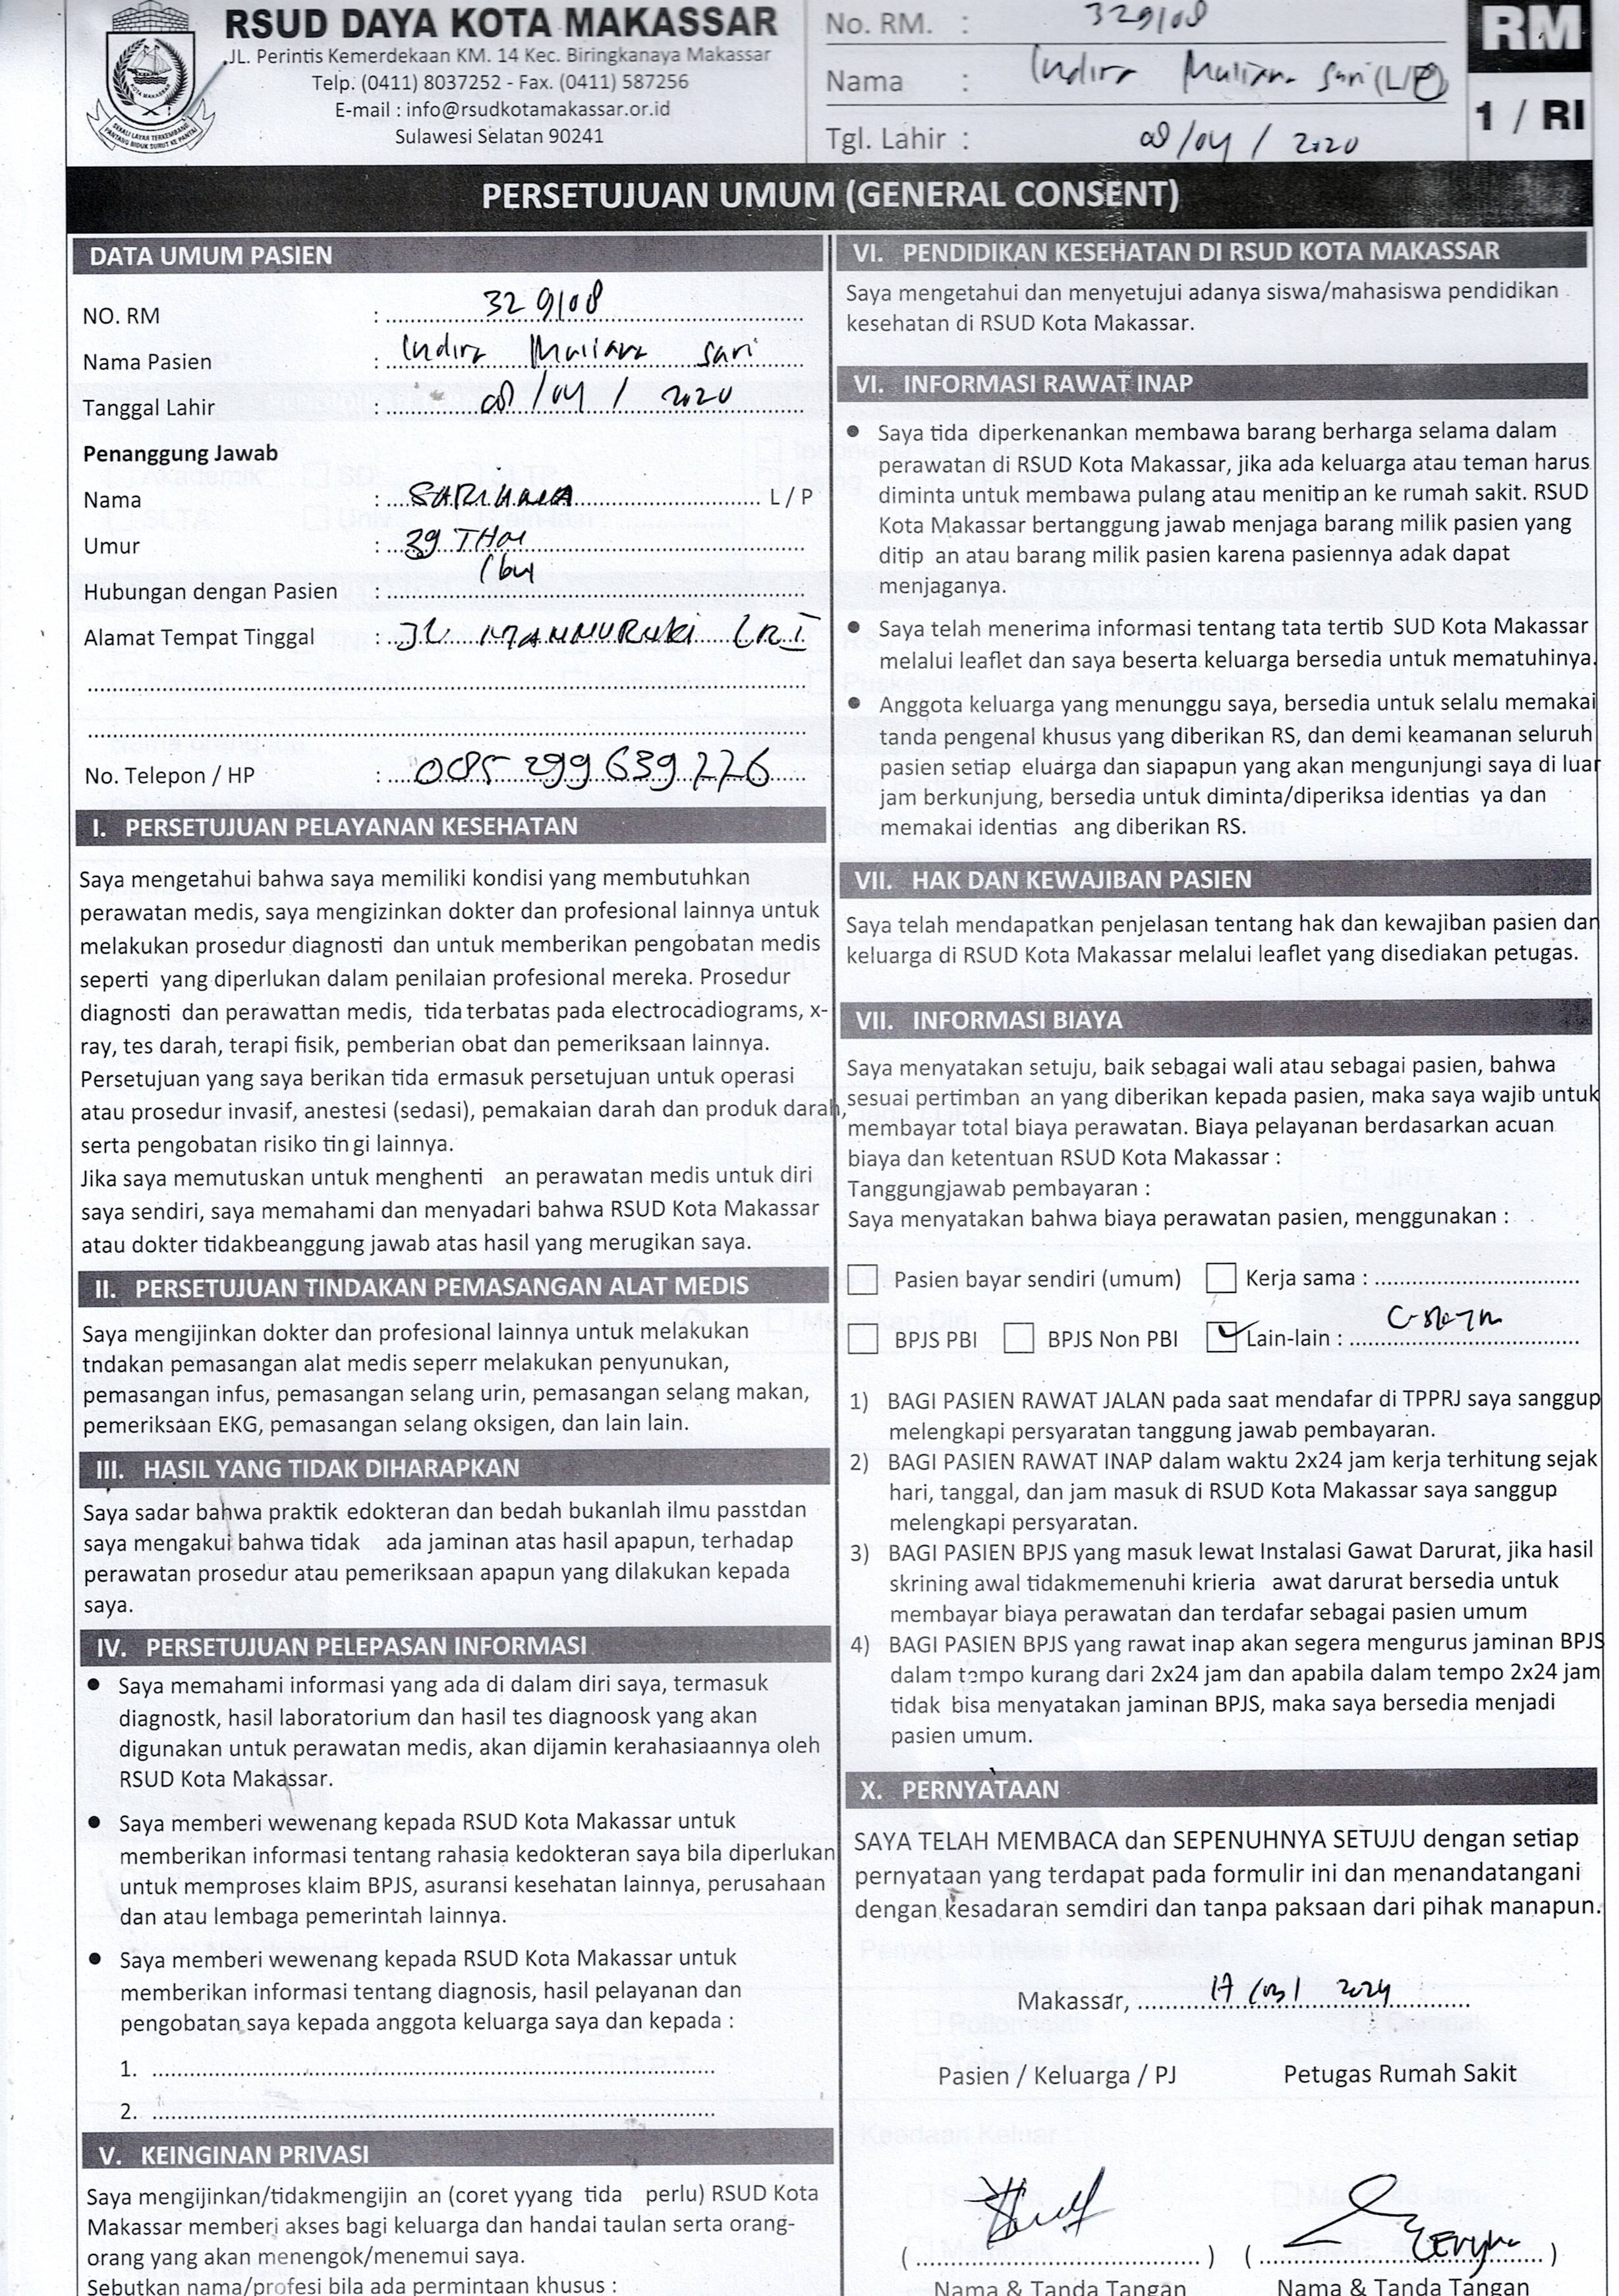 RSUD DAYA KOTA MAKASSAR
JL. Perintis Kemerdekaan KM. 14 Kec. Biringkanaya Makassar
Telp. (0411) 8037252 - Fax. (0411) 587256
E-mail : info@rsudkotamakassar.or.id
Sulawesi Selatan 90241
No. RM. : 329108
Nama : Indira Muliana Sari (L/P)
Tgl. Lahir : 08/04/2020
RM
1 / RI
PERSETUJUAN UMUM (GENERAL CONSENT)
DATA UMUM PASIEN
NO. RM : 329108
Nama Pasien : Indira Muliana Sari
Tanggal Lahir : 08/04/2020
Penanggung Jawab
Nama : L / P
Umur : 39 THN
Hubungan dengan Pasien : Ibu
Alamat Tempat Tinggal : JL. MANNURUKI
No. Telepon / HP : 085 299 639 226
I. PERSETUJUAN PELAYANAN KESEHATAN
Saya mengetahui bahwa saya memiliki kondisi yang membutuhkan
perawatan medis, saya mengizinkan dokter dan profesional lainnya untuk
melakukan prosedur diagnosti dan untuk memberikan pengobatan medis
seperti yang diperlukan dalam penilaian profesional mereka. Prosedur
diagnosti dan perawattan medis, tida terbatas pada electrocadiograms, x-
ray, tes darah, terapi fisik, pemberian obat dan pemeriksaan lainnya.
Persetujuan yang saya berikan tida ermasuk persetujuan untuk operasi
atau prosedur invasif, anestesi (sedasi), pemakaian darah dan produk darah,
serta pengobatan risiko tin gi lainnya.
Jika saya memutuskan untuk menghenti an perawatan medis untuk diri
saya sendiri, saya memahami dan menyadari bahwa RSUD Kota Makassar
atau dokter tidakbeanggung jawab atas hasil yang merugikan saya.
II. PERSETUJUAN TINDAKAN PEMASANGAN ALAT MEDIS
Saya mengijinkan dokter dan profesional lainnya untuk melakukan
tndakan pemasangan alat medis seperr melakukan penyunukan,
pemasangan infus, pemasangan selang urin, pemasangan selang makan,
pemeriksaan EKG, pemasangan selang oksigen, dan lain lain.
III. HASIL YANG TIDAK DIHARAPKAN
Saya sadar bahwa praktik edokteran dan bedah bukanlah ilmu passtdan
saya mengakui bahwa tidak ada jaminan atas hasil apapun, terhadap
perawatan prosedur atau pemeriksaan apapun yang dilakukan kepada
saya.
IV. PERSETUJUAN PELEPASAN INFORMASI
• Saya memahami informasi yang ada di dalam diri saya, termasuk
diagnostk, hasil laboratorium dan hasil tes diagnoosk yang akan
digunakan untuk perawatan medis, akan dijamin kerahasiaannya oleh
RSUD Kota Makassar.
• Saya memberi wewenang kepada RSUD Kota Makassar untuk
memberikan informasi tentang rahasia kedokteran saya bila diperlukan
untuk memproses klaim BPJS, asuransi kesehatan lainnya, perusahaan
dan atau lembaga pemerintah lainnya.
• Saya memberi wewenang kepada RSUD Kota Makassar untuk
memberikan informasi tentang diagnosis, hasil pelayanan dan
pengobatan saya kepada anggota keluarga saya dan kepada :
1.
2.
V. KEINGINAN PRIVASI
Saya mengijinkan/tidakmengijin an (coret yyang tida perlu) RSUD Kota
Makassar memberi akses bagi keluarga dan handai taulan serta orang-
orang yang akan menengok/menemui saya.
Sebutkan nama/profesi bila ada permintaan khusus :
VI. PENDIDIKAN KESEHATAN DI RSUD KOTA MAKASSAR
Saya mengetahui dan menyetujui adanya siswa/mahasiswa pendidikan
kesehatan di RSUD Kota Makassar.
VI. INFORMASI RAWAT INAP
• Saya tida diperkenankan membawa barang berharga selama dalam
perawatan di RSUD Kota Makassar, jika ada keluarga atau teman harus
diminta untuk membawa pulang atau menitip an ke rumah sakit. RSUD
Kota Makassar bertanggung jawab menjaga barang milik pasien yang
ditip an atau barang milik pasien karena pasiennya adak dapat
menjaganya.
• Saya telah menerima informasi tentang tata tertib SUD Kota Makassar
melalui leaflet dan saya beserta keluarga bersedia untuk mematuhinya.
• Anggota keluarga yang menunggu saya, bersedia untuk selalu memakai
tanda pengenal khusus yang diberikan RS, dan demi keamanan seluruh
pasien setiap eluarga dan siapapun yang akan mengunjungi saya di luar
jam berkunjung, bersedia untuk diminta/diperiksa identias ya dan
memakai identias ang diberikan RS.
VII. HAK DAN KEWAJIBAN PASIEN
Saya telah mendapatkan penjelasan tentang hak dan kewajiban pasien dan
keluarga di RSUD Kota Makassar melalui leaflet yang disediakan petugas.
VII. INFORMASI BIAYA
Saya menyatakan setuju, baik sebagai wali atau sebagai pasien, bahwa
sesuai pertimban an yang diberikan kepada pasien, maka saya wajib untuk
membayar total biaya perawatan. Biaya pelayanan berdasarkan acuan
biaya dan ketentuan RSUD Kota Makassar :
Tanggungjawab pembayaran :
Saya menyatakan bahwa biaya perawatan pasien, menggunakan :
Pasien bayar sendiri (umum) Kerja sama :
BPJS PBI BPJS Non PBI Lain-lain :
1) BAGI PASIEN RAWAT JALAN pada saat mendafar di TPPRJ saya sanggup
melengkapi persyaratan tanggung jawab pembayaran.
2) BAGI PASIEN RAWAT INAP dalam waktu 2x24 jam kerja terhitung sejak
hari, tanggal, dan jam masuk di RSUD Kota Makassar saya sanggup
melengkapi persyaratan.
3) BAGI PASIEN BPJS yang masuk lewat Instalasi Gawat Darurat, jika hasil
skrining awal tidakmemenuhi krieria awat darurat bersedia untuk
membayar biaya perawatan dan terdafar sebagai pasien umum
4) BAGI PASIEN BPJS yang rawat inap akan segera mengurus jaminan BPJS
dalam tempo kurang dari 2x24 jam dan apabila dalam tempo 2x24 jam
tidak bisa menyatakan jaminan BPJS, maka saya bersedia menjadi
pasien umum.
X. PERNYATAAN
SAYA TELAH MEMBACA dan SEPENUHNYA SETUJU dengan setiap
pernyataan yang terdapat pada formulir ini dan menandatangani
dengan kesadaran semdiri dan tanpa paksaan dari pihak manapun.
Makassar, 17/03/2024
Pasien / Keluarga / PJ Petugas Rumah Sakit
Nama & Tanda Tangan Nama & Tanda Tangan